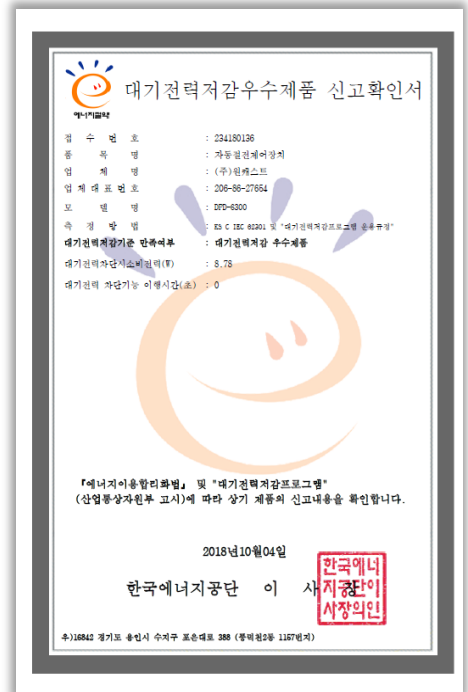 에너지절약
대기전력저감우수제품 신고확인서
접 수 번 호 : 234180136
품 목 명 : 자동절전제어장치
업 체 명 : (주)원캐스트
업 체 대 표 번 호 : 206-86-27654
모 델 명 : DPD-6300
측 정 방 법 : KS C IEC 62301 및 "대기전력저감프로그램 운용규정"
대기전력저감기준 만족여부 : 대기전력저감 우수제품
대기전력차단시소비전력(W) : 8.78
대기전력 차단기능 이행시간(초) : 0
『에너지이용합리화법』 및 "대기전력저감프로그램"
(산업통상자원부 고시)에 따라 상기 제품의 신고내용을 확인합니다.
2018년10월04일
한국에너지공단 이 사 장
한국에너
지공단이
사장의인
우)16842 경기도 용인시 수지구 포은대로 388 (풍덕천2동 1157번지)